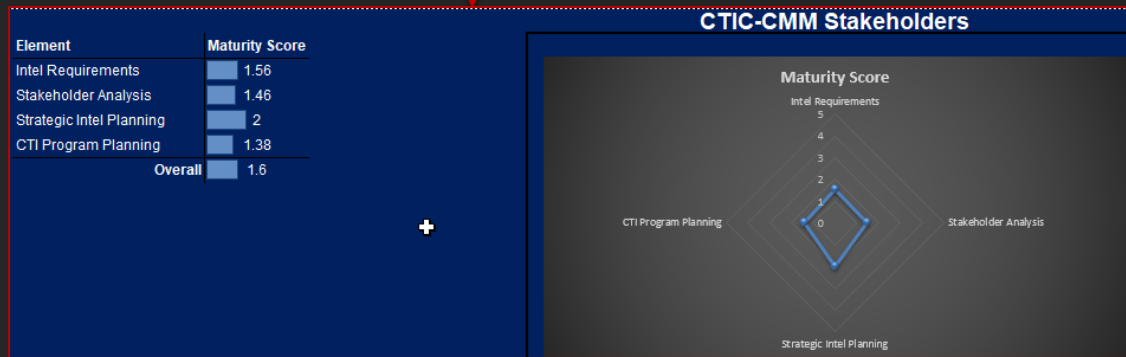 CTIC-CMM Stakeholders
Element Maturity Score
Intel Requirements 1.56
Stakeholder Analysis 1.46
Strategic Intel Planning 2
CTI Program Planning 1.38
Overall 1.6
Maturity Score
Intel Requirements
5
4
3
2
1
0
CTI Program Planning
Stakeholder Analysis
Strategic Intel Planning